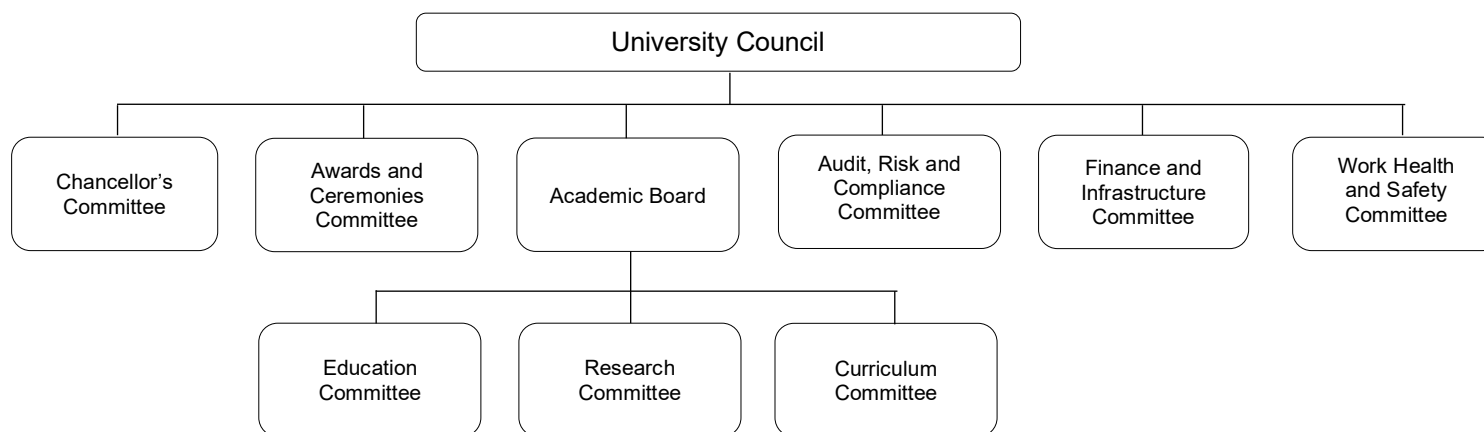 University Council
Chancellor’s
Committee
Awards and
Ceremonies
Committee
Academic Board
Audit, Risk and
Compliance
Committee
Finance and
Infrastructure
Committee
Work Health
and Safety
Committee
Education
Committee
Research
Committee
Curriculum
Committee